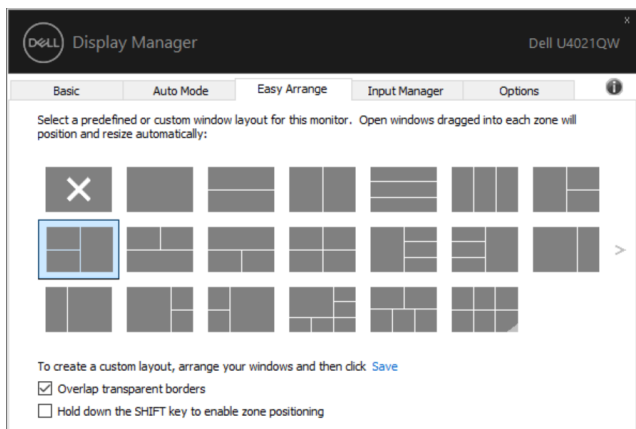 x
DELL Display Manager Dell U4021QW
Basic Auto Mode Easy Arrange Input Manager Options i
Select a predefined or custom window layout for this monitor. Open windows dragged into each zone will
position and resize automatically:
>
To create a custom layout, arrange your windows and then click Save
Overlap transparent borders
Hold down the SHIFT key to enable zone positioning